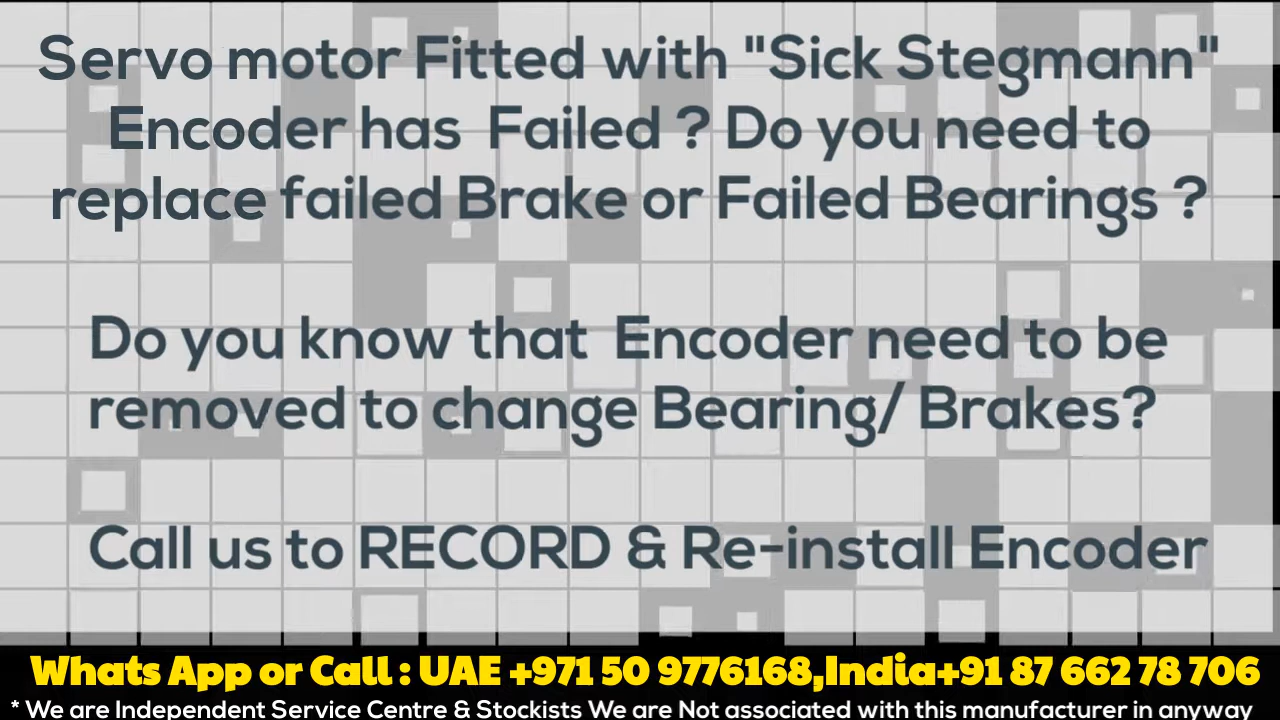 Servo motor Fitted with "Sick Stegmann"
Encoder has Failed ? Do you need to
replace failed Brake or Failed Bearings ?
Do you know that Encoder need to be
removed to change Bearing/ Brakes?
Call us to RECORD & Re-install Encoder
Whats App or Call : UAE +971 50 9776168,India+91 87 662 78 706
* We are Independent Service Centre & Stockists We are Not associated with this manufacturer in anyway